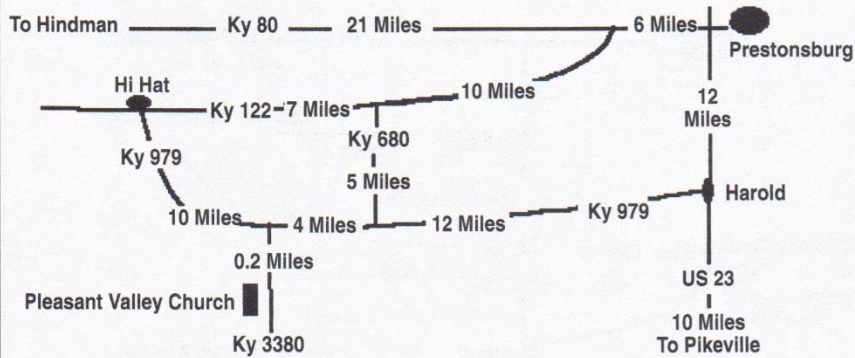 To Hindman Ky 80 21 Miles 6 Miles
Prestonsburg
Hi Hat
Ky 122 7 Miles 10 Miles
12
Miles
Ky 680
Ky 979
5 Miles
Harold
10 Miles 4 Miles 12 Miles Ky 979
0.2 Miles
US 23
Pleasant Valley Church
10 Miles
Ky 3380
To Pikeville